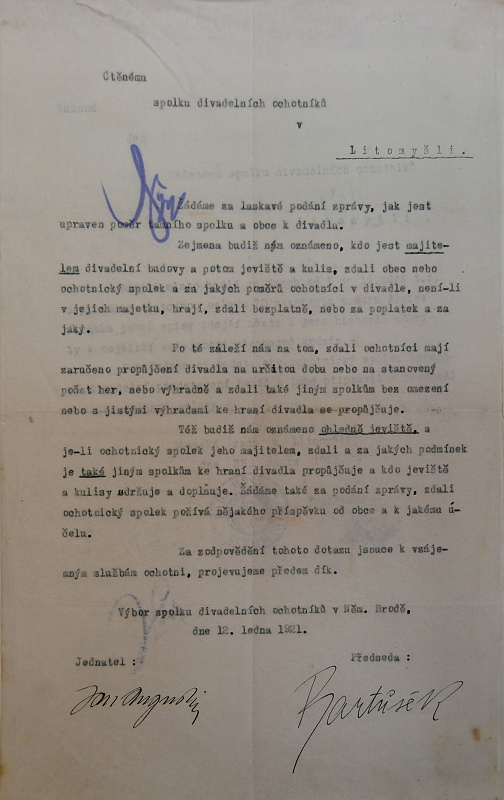 Ctěnému
spolku divadelních ochotníků
v
Litomyšli.
Žádáme za laskavé podání zprávy, jak jest
upraven poměr tamního spolku a obce k divadlu.
Zejmena budiž nám oznámeno, kdo jest majite-
lem divadelní budovy a potom jeviště a kulis, zdali obec nebo
ochotnický spolek a za jakých poměrů ochotníci v divadle, není-li
v jejich majetku, hrají, zdali bezplatně, nebo za poplatek a za
jaký.
Po té záleží nám na tom, zdali ochotníci mají
zaručeno propůjčení divadla na určitou dobu nebo na stanovený
počet her, nebo výhradně a zdali také jiným spolkům bez omezení
nebo s jistými výhradami ke hraní divadla se propůjčuje.
Též budiž nám oznámeno ohledně jeviště, a
je-li ochotnický spolek jeho majitelem, zdali a za jakých podmínek
je také jiným spolkům ke hraní divadla propůjčuje a kdo jeviště
a kulisy udržuje a doplňuje. Žádáme také za podání zprávy, zdali
ochotnický spolek požívá nějakého příspěvku od obce a k jakému ú-
čelu.
Za zodpovědění tohoto dotazu jsouce k vzáje-
mným službám ochotni, projevujeme předem dík.
Výbor spolku divadelních ochotníků v Něm. Brodě,
dne 12. ledna 1921.
Jednatel : Předseda :
Jan Bartůšek